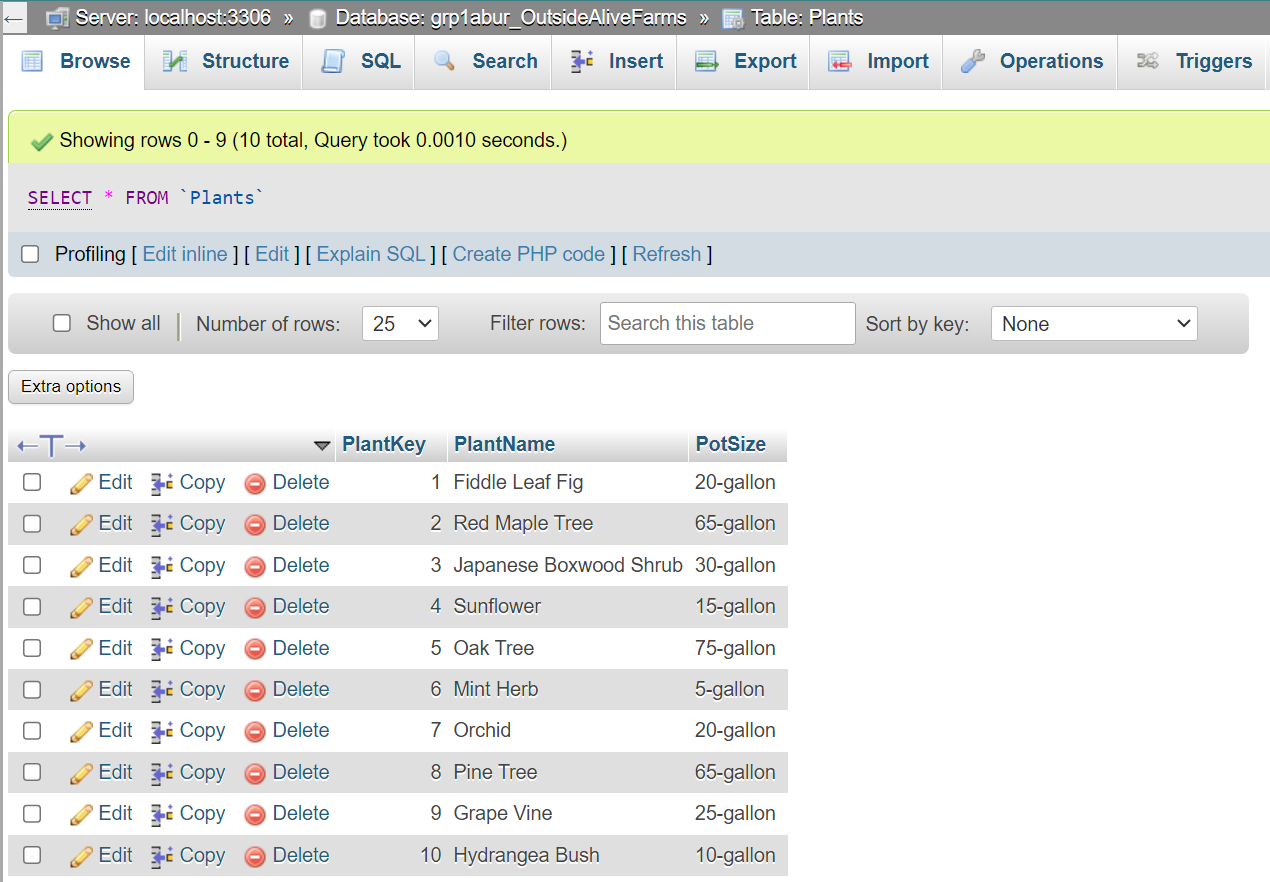 Server: localhost:3306 » Database: grp1abur_OutsideAliveFarms » Table: Plants
Browse Structure SQL Search Insert Export Import Operations Triggers
Showing rows 0 - 9 (10 total, Query took 0.0010 seconds.)
SELECT * FROM `Plants`
Profiling [ Edit inline ] [ Edit ] [ Explain SQL ] [ Create PHP code ] [ Refresh ]
Show all Number of rows: 25 Filter rows: Search this table Sort by key: None
Extra options
←T→ PlantKey PlantName PotSize
Edit Copy Delete 1 Fiddle Leaf Fig 20-gallon
Edit Copy Delete 2 Red Maple Tree 65-gallon
Edit Copy Delete 3 Japanese Boxwood Shrub 30-gallon
Edit Copy Delete 4 Sunflower 15-gallon
Edit Copy Delete 5 Oak Tree 75-gallon
Edit Copy Delete 6 Mint Herb 5-gallon
Edit Copy Delete 7 Orchid 20-gallon
Edit Copy Delete 8 Pine Tree 65-gallon
Edit Copy Delete 9 Grape Vine 25-gallon
Edit Copy Delete 10 Hydrangea Bush 10-gallon